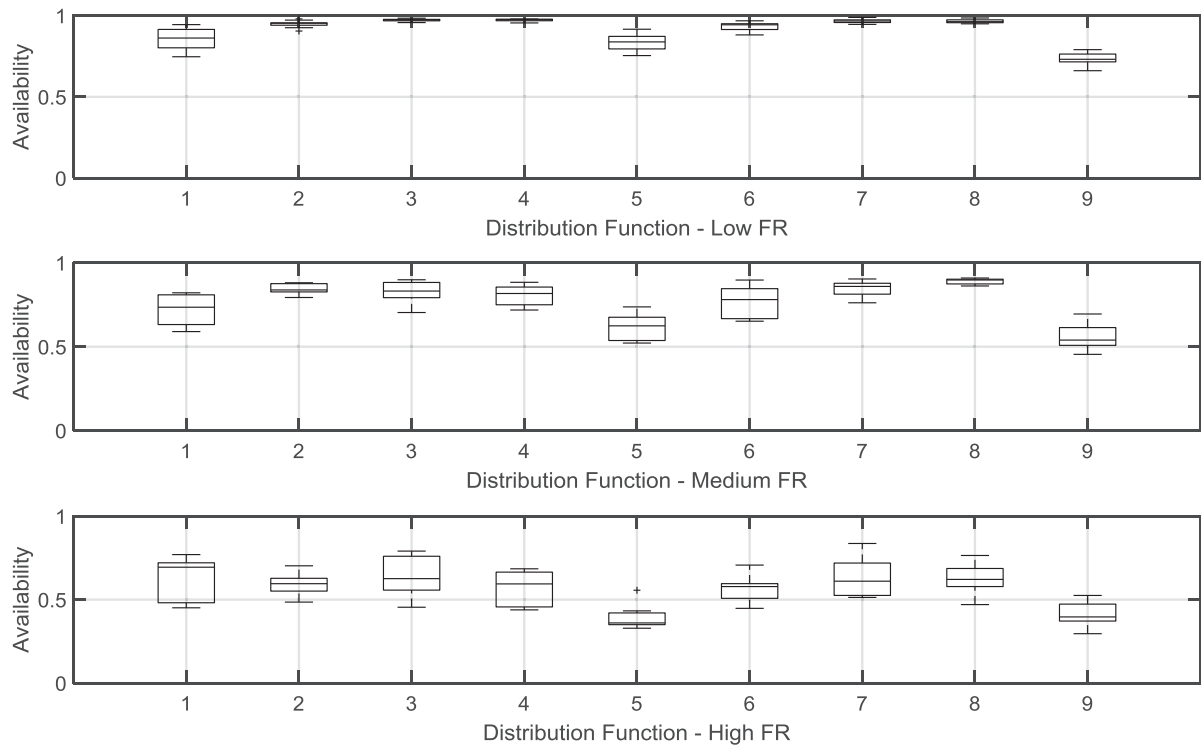 1
Availability
0.5
0
1 2 3 4 5 6 7 8 9
Distribution Function - Low FR
1
Availability
0.5
0
1 2 3 4 5 6 7 8 9
Distribution Function - Medium FR
1
Availability
0.5
0
1 2 3 4 5 6 7 8 9
Distribution Function - High FR